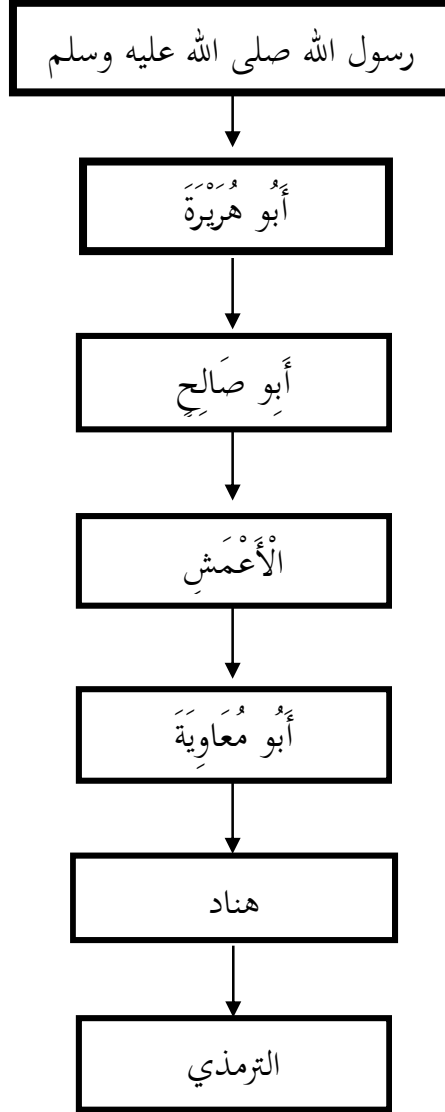 رسول الله صلى الله عليه وسلم
أَبُو هُرَيْرَةَ
أَبِو صَالِحٍ
الْأَعْمَشِ
أَبُو مُعَاوِيَةَ
هناد
الترمذي